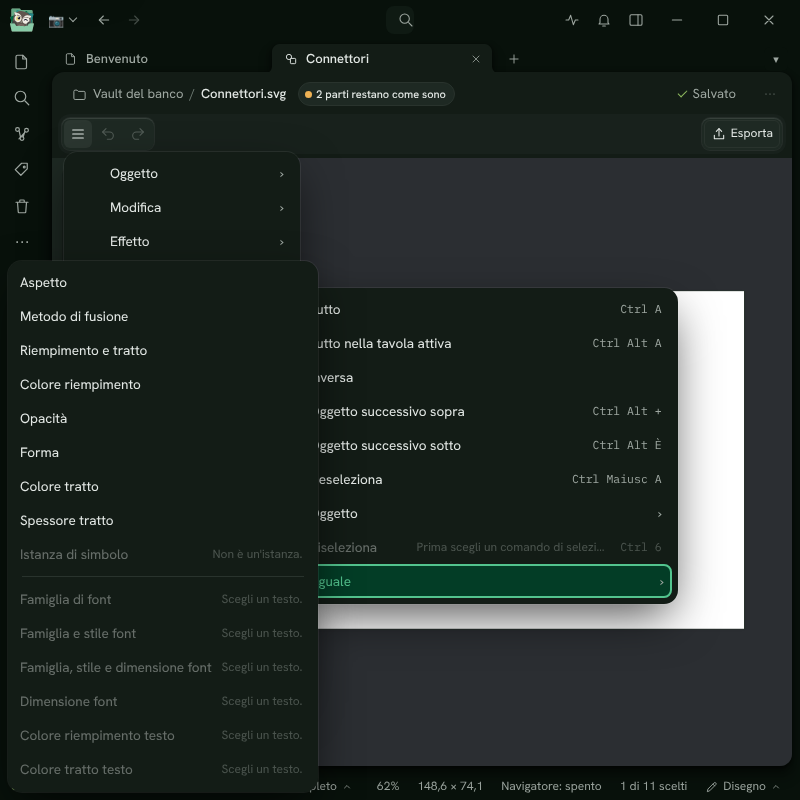 Benvenuto
Connettori
Vault del banco / Connettori.svg
2 parti restano come sono
Salvato
Esporta
Oggetto
Modifica
Effetto
Aspetto
Metodo di fusione
Riempimento e tratto
Colore riempimento
Opacità
Forma
Colore tratto
Spessore tratto
Istanza di simbolo Non è un'istanza.
Famiglia di font Scegli un testo.
Famiglia e stile font Scegli un testo.
Famiglia, stile e dimensione font Scegli un testo.
Dimensione font Scegli un testo.
Colore riempimento testo Scegli un testo.
Colore tratto testo Scegli un testo.
utto Ctrl A
utto nella tavola attiva Ctrl Alt A
versa
ggetto successivo sopra Ctrl Alt +
ggetto successivo sotto Ctrl Alt È
eseleziona Ctrl Maiusc A
ggetto
iseleziona Prima scegli un comando di selezi... Ctrl 6
guale
pleto 62% 148,6 × 74,1 Navigatore: spento 1 di 11 scelti Disegno